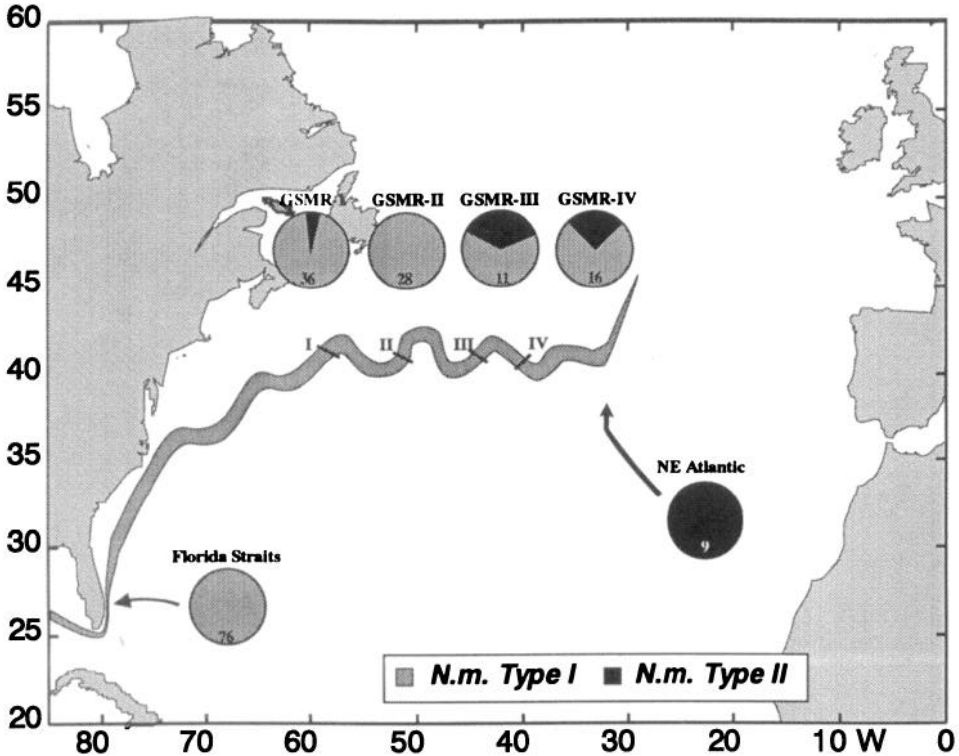 60
55
50
45
40
35
30
25
20
GSMR-I GSMR-II GSMR-III GSMR-IV
36 28 11 16
I II III IV
NE Atlantic
9
Florida Straits
76
N.m. Type I N.m. Type II
80 70 60 50 40 30 20 10 W 0